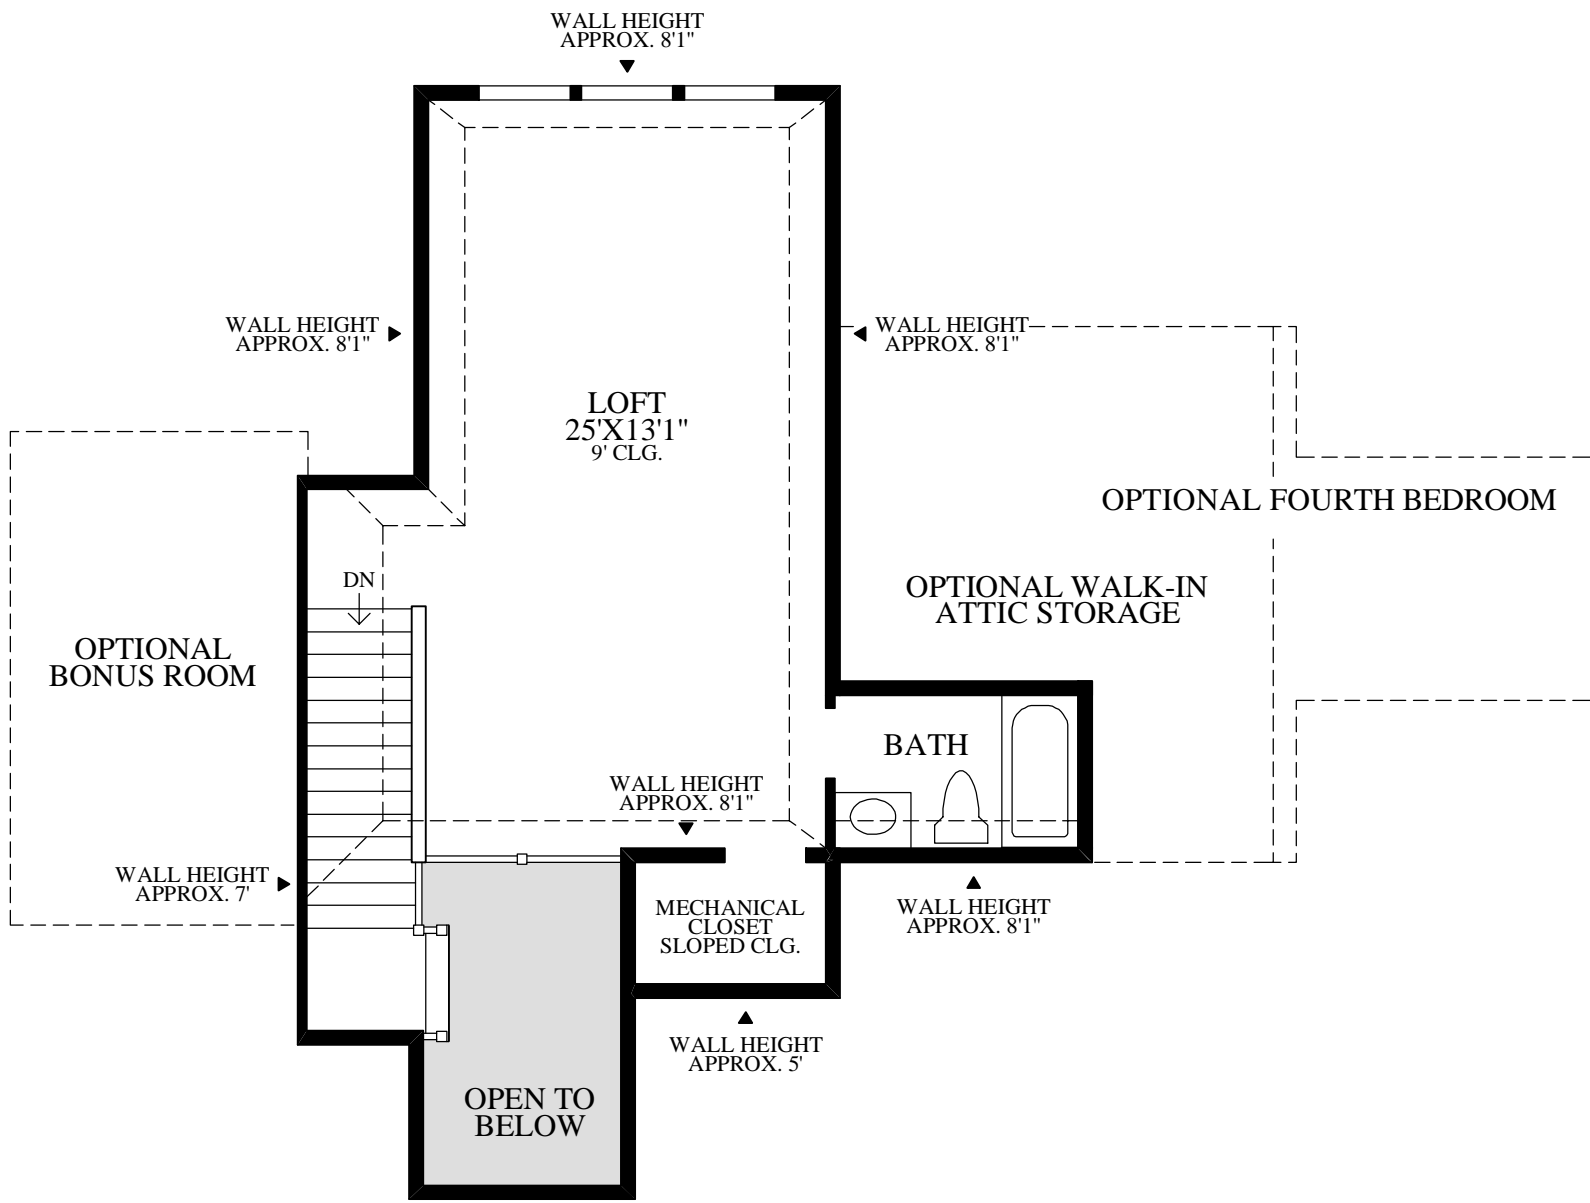 WALL HEIGHT
APPROX. 8'1"
WALL HEIGHT
APPROX. 8'1"
WALL HEIGHT
APPROX. 8'1"
LOFT
25'X13'1"
9' CLG.
OPTIONAL FOURTH BEDROOM
DN
OPTIONAL WALK-IN
ATTIC STORAGE
OPTIONAL
BONUS ROOM
BATH
WALL HEIGHT
APPROX. 8'1"
WALL HEIGHT
APPROX. 7'
MECHANICAL
CLOSET
SLOPED CLG.
WALL HEIGHT
APPROX. 8'1"
WALL HEIGHT
APPROX. 5'
OPEN TO
BELOW